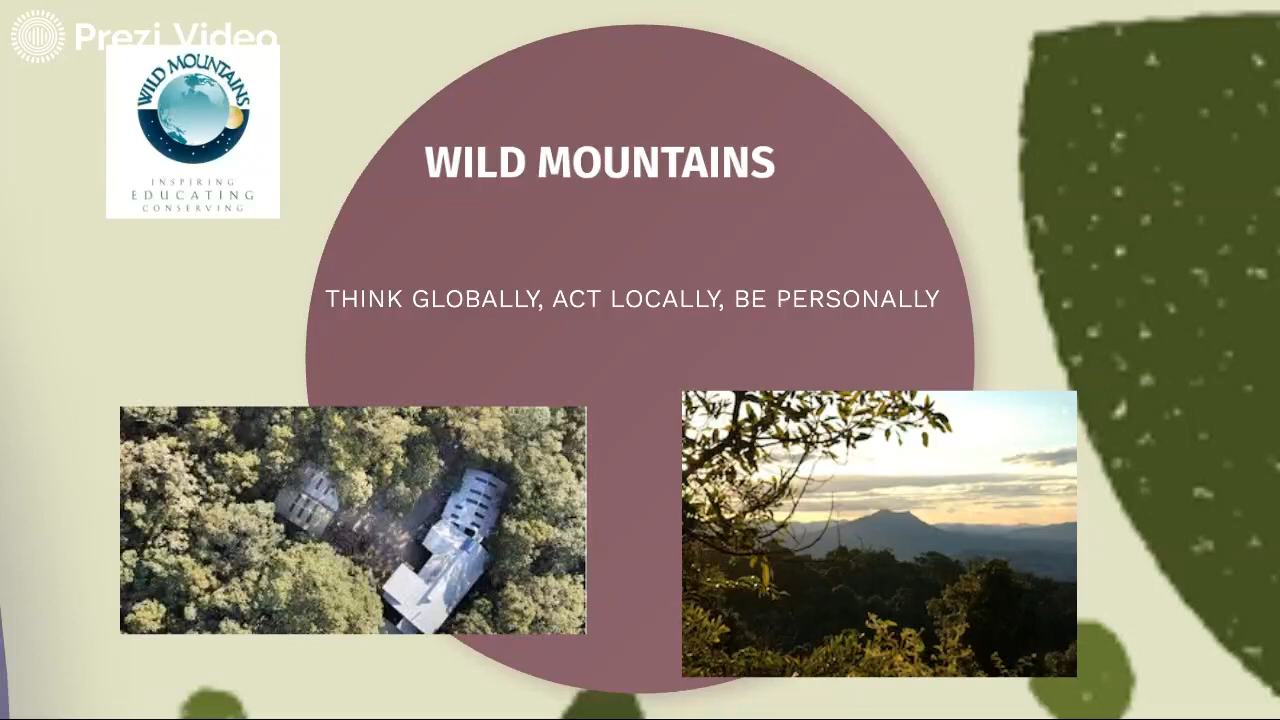 Prezi Video
WILD MOUNTAINS
INSPIRING
EDUCATING
CONSERVING
WILD MOUNTAINS
THINK GLOBALLY, ACT LOCALLY, BE PERSONALLY